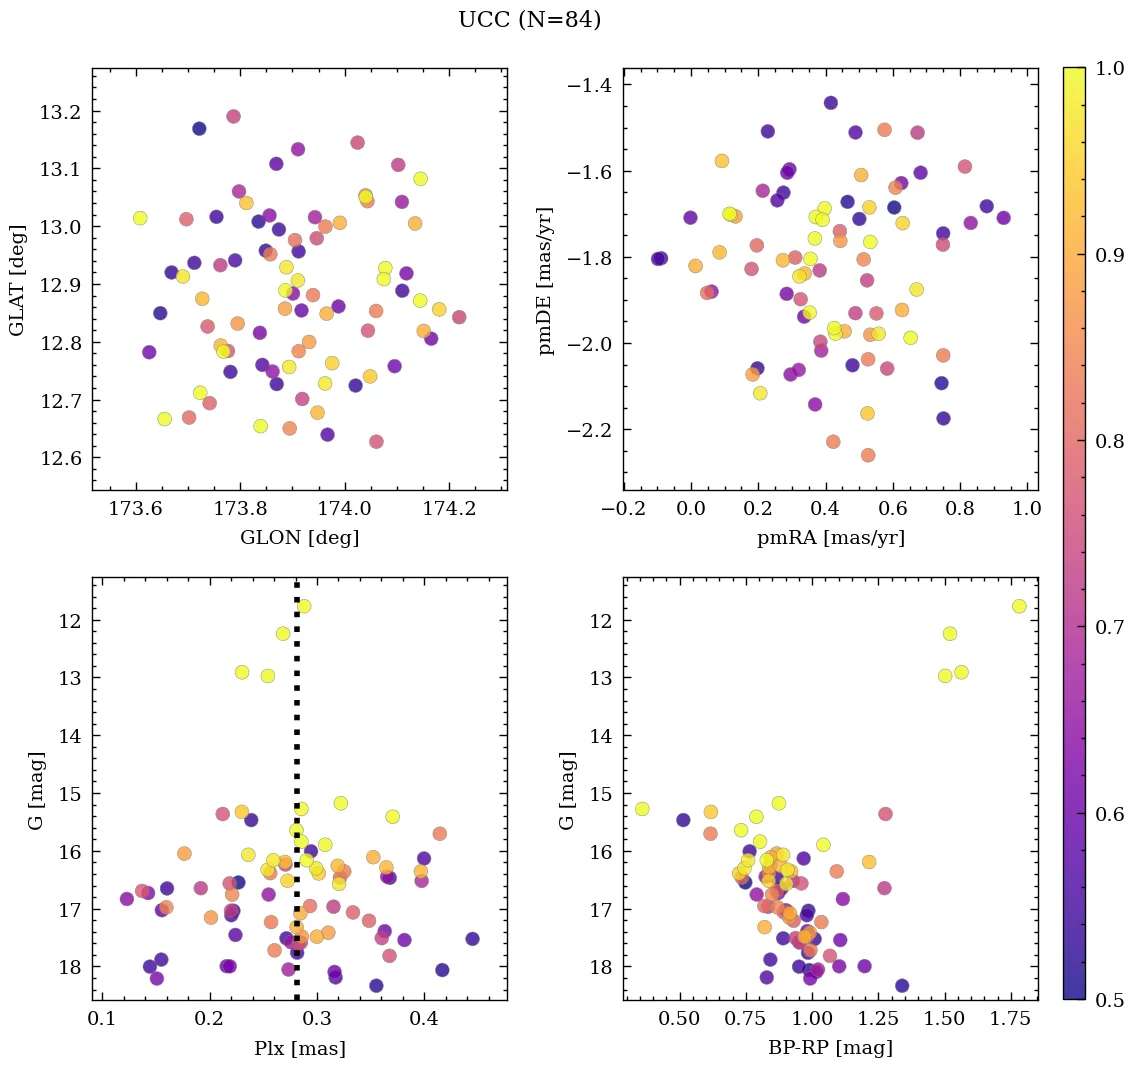 UCC (N=84)
13.2
13.1
13.0
12.9
12.8
12.7
12.6
GLAT [deg]
173.6 173.8 174.0 174.2
GLON [deg]
−1.4
−1.6
−1.8
−2.0
−2.2
pmDE [mas/yr]
−0.2 0.0 0.2 0.4 0.6 0.8 1.0
pmRA [mas/yr]
12
13
14
15
16
17
18
G [mag]
0.1 0.2 0.3 0.4
Plx [mas]
12
13
14
15
16
17
18
G [mag]
0.50 0.75 1.00 1.25 1.50 1.75
BP-RP [mag]
1.0
0.9
0.8
0.7
0.6
0.5